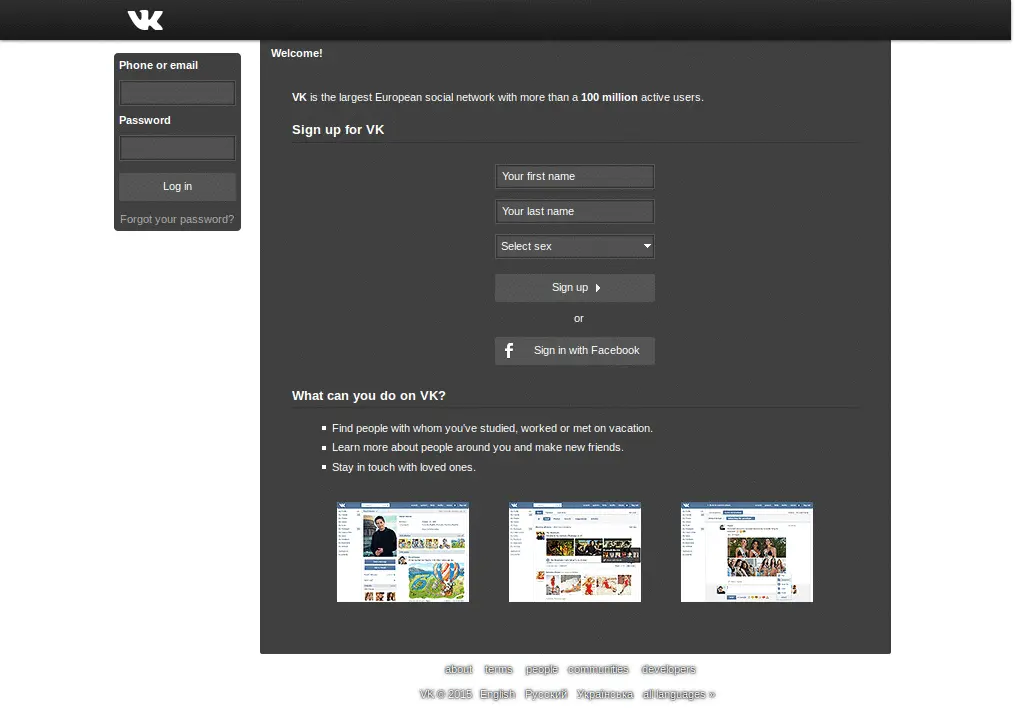 VK
Phone or email
Password
Log in
Forgot your password?
Welcome!
VK is the largest European social network with more than a 100 million active users.
Sign up for VK
Your first name
Your last name
Select sex
Sign up
or
Sign in with Facebook
What can you do on VK?
Find people with whom you've studied, worked or met on vacation.
Learn more about people around you and make new friends.
Stay in touch with loved ones.
about terms people communities developers
VK © 2015 English Русский Українська all languages »